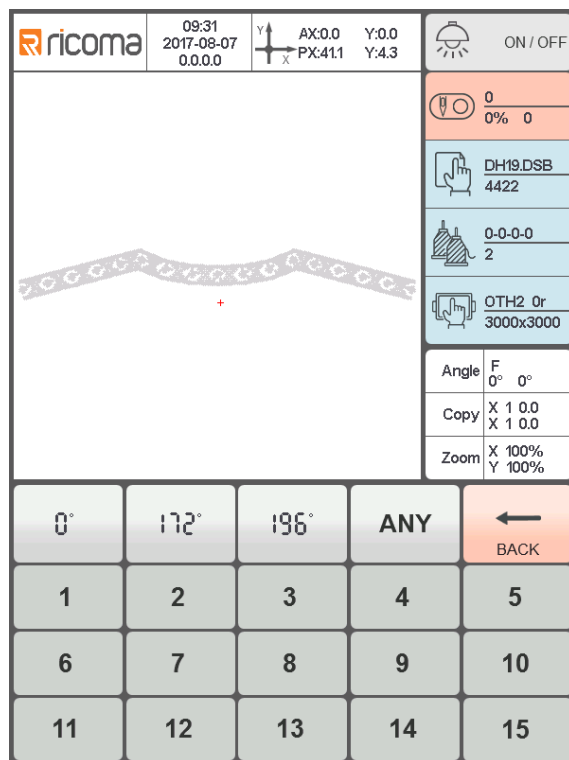 ricoma
09:31
2017-08-07
0.0.0.0
Y
X
AX:0.0 Y:0.0
PX:41.1 Y:4.3
ON / OFF
0
0% 0
DH19.DSB
4422
0-0-0-0
2
OTH2 0r
3000x3000
Angle F
0° 0°
Copy X 1 0.0
X 1 0.0
Zoom X 100%
Y 100%
0° 172° 196° ANY BACK
1 2 3 4 5
6 7 8 9 10
11 12 13 14 15